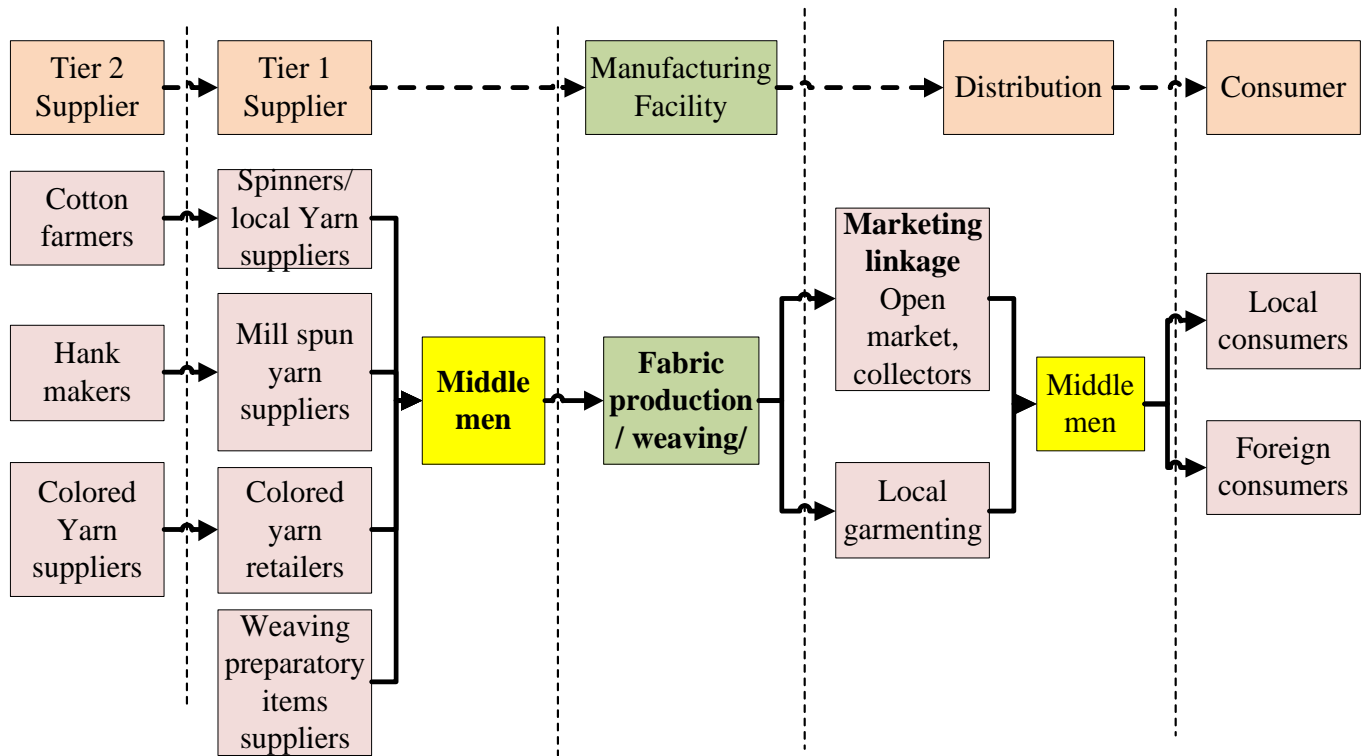 Tier 2
Supplier
Tier 1
Supplier
Manufacturing
Facility
Distribution
Consumer
Cotton
farmers
Spinners/
local Yarn
suppliers
Marketing
linkage
Open
market,
collectors
Local
consumers
Hank
makers
Mill spun
yarn
suppliers
Middle
men
Fabric
production
/ weaving/
Middle
men
Foreign
consumers
Colored
Yarn
suppliers
Colored
yarn
retailers
Local
garmenting
Weaving
preparatory
items
suppliers